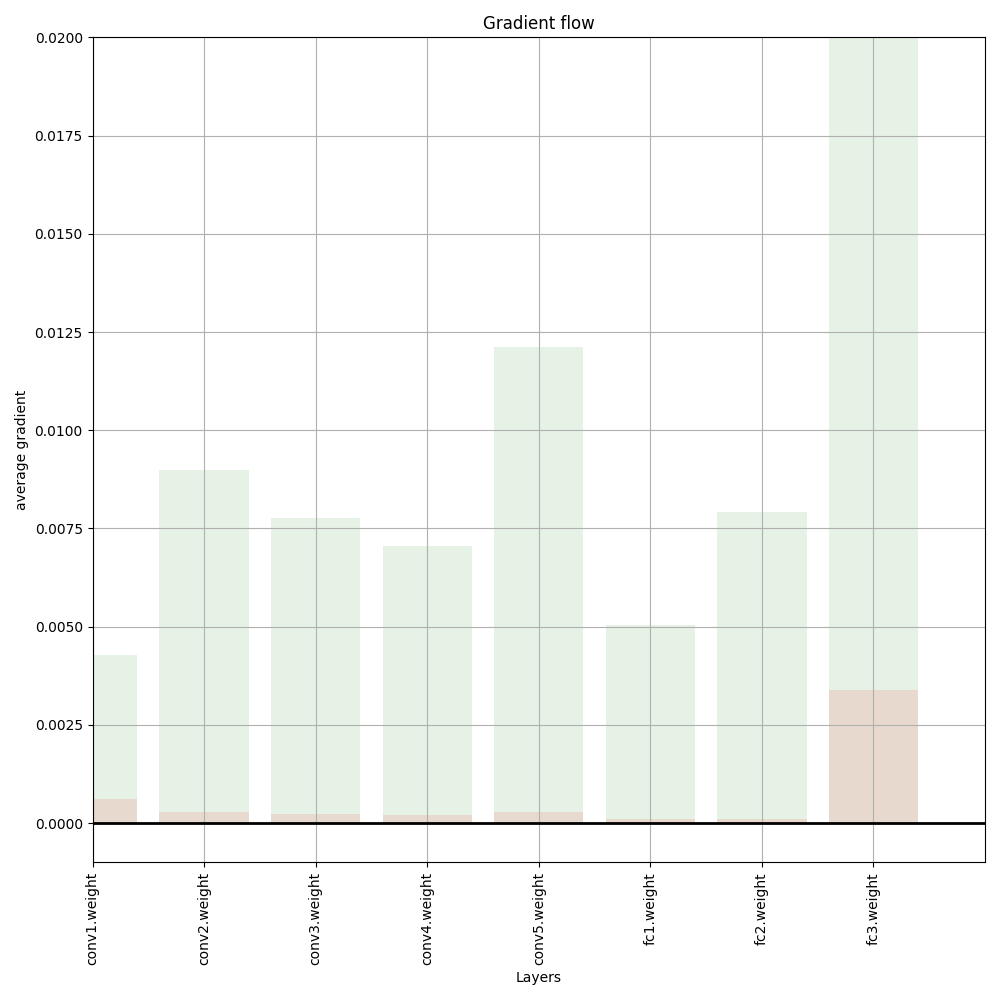 Gradient flow
0.0200
0.0175
0.0150
0.0125
0.0100
0.0075
0.0050
0.0025
0.0000
average gradient
conv1.weight
conv2.weight
conv3.weight
conv4.weight
conv5.weight
fc1.weight
fc2.weight
fc3.weight
Layers